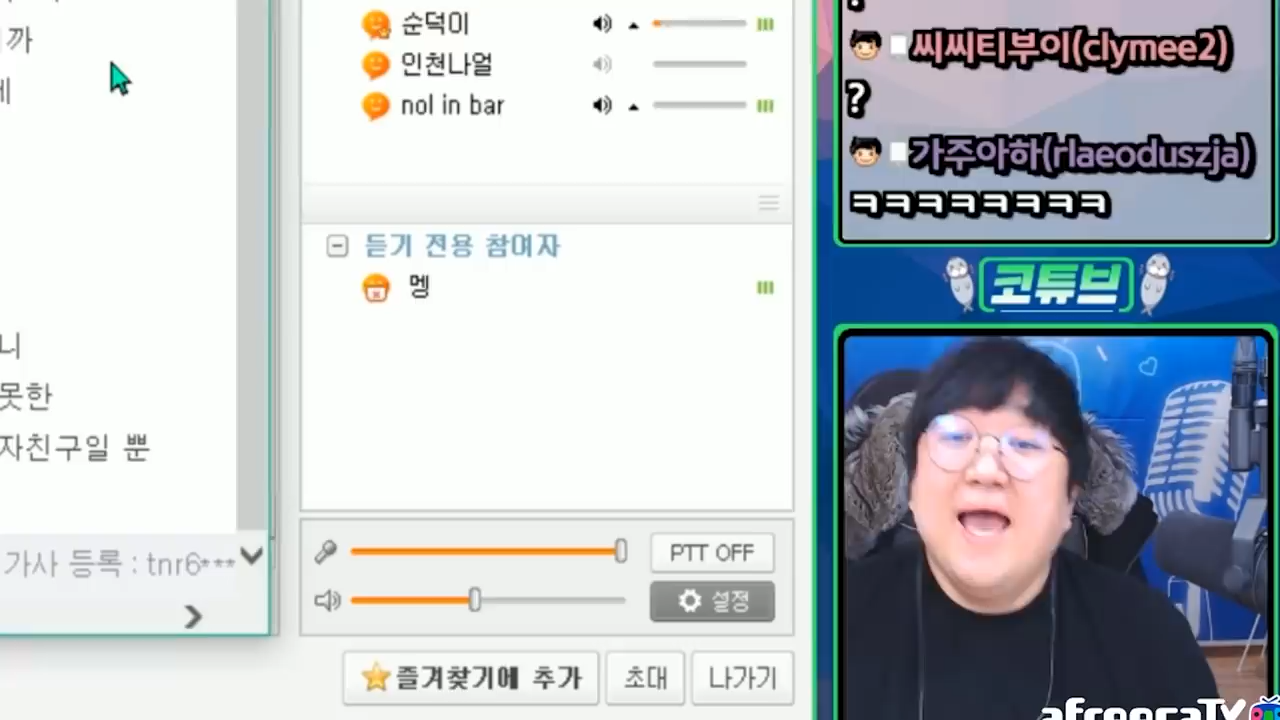 까
순덕이
인천나얼
nol in bar
듣기 전용 참여자
멩
니
못한
자친구일 뿐
가사 등록 : tnr6***
PTT OFF
설정
즐겨찾기에 추가
초대
나가기
씨씨티부이(clymee2)
?
가주아하(rlaeoduszja)
ㅋㅋㅋㅋㅋㅋㅋㅋ
코튜브
afreecaTV